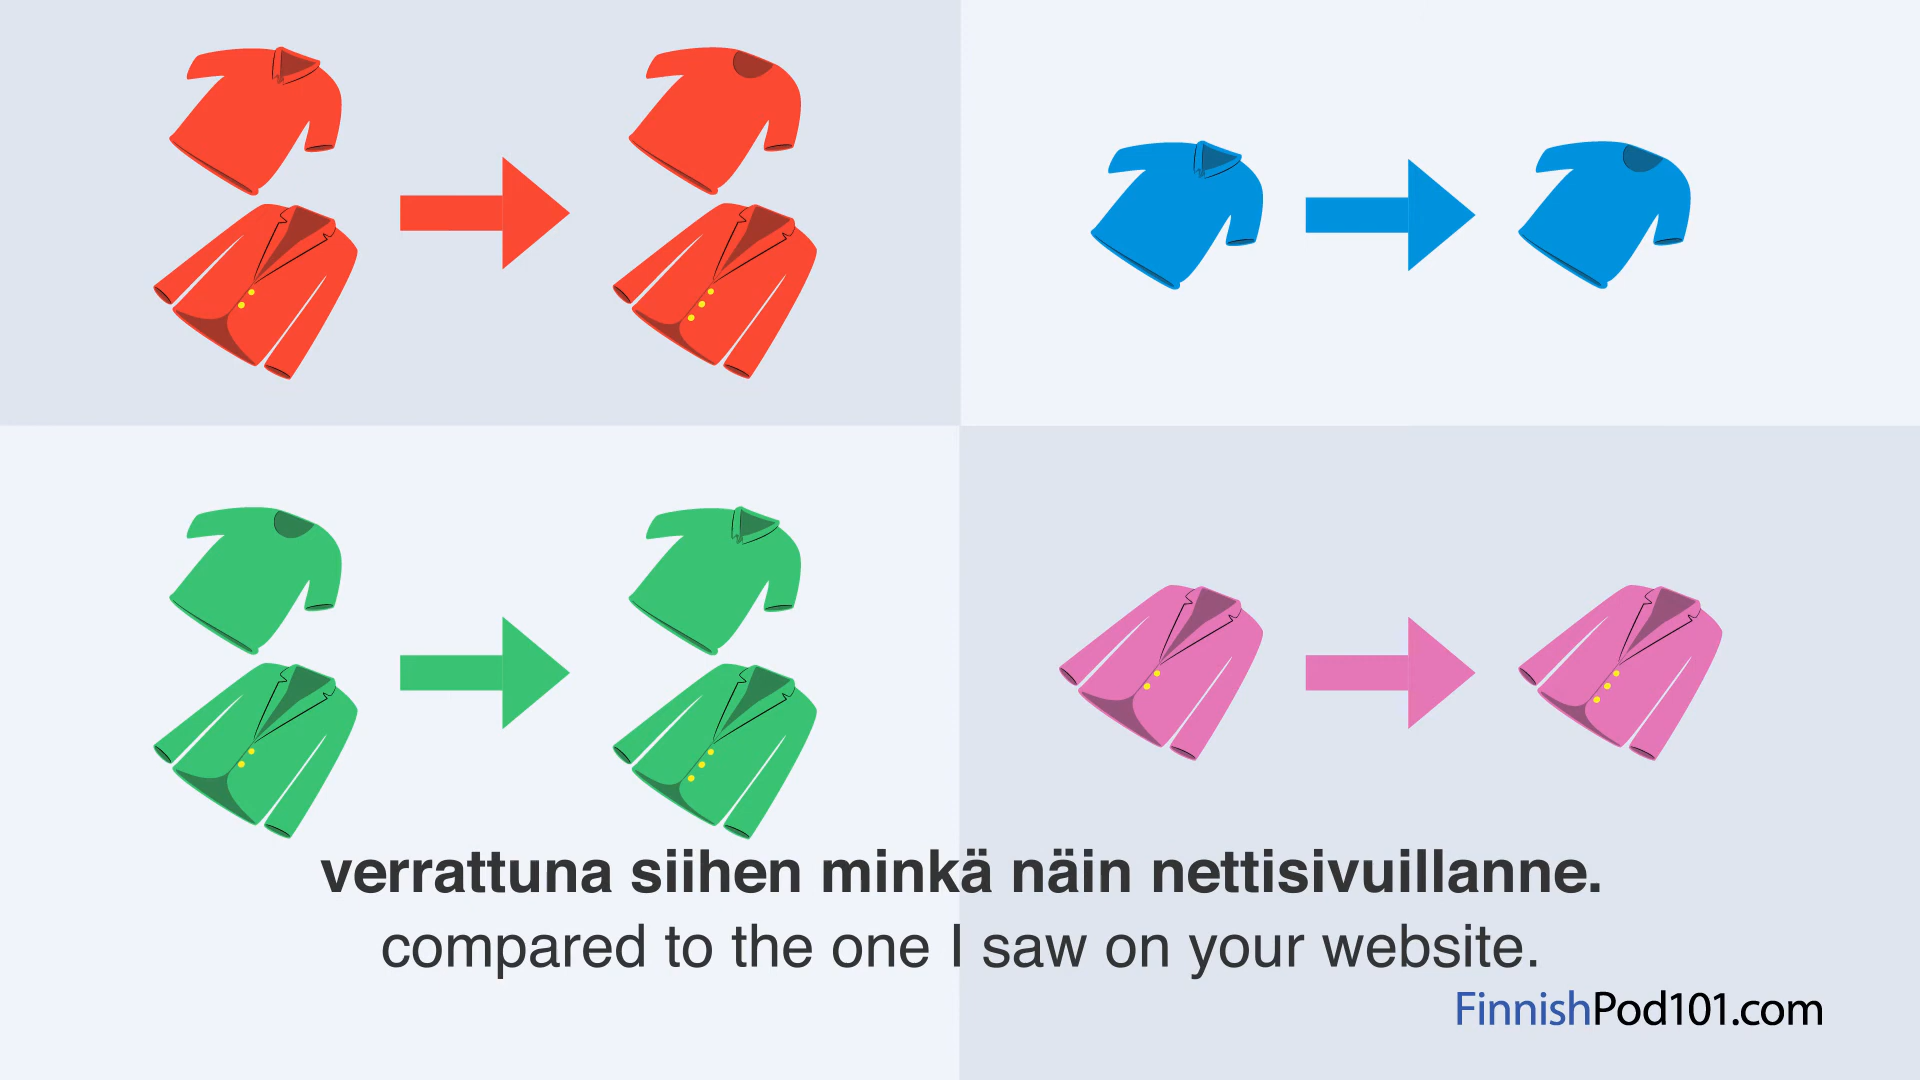 verrattuna siihen minkä näin nettisivuillanne.
compared to the one I saw on your website.
FinnishPod101.com